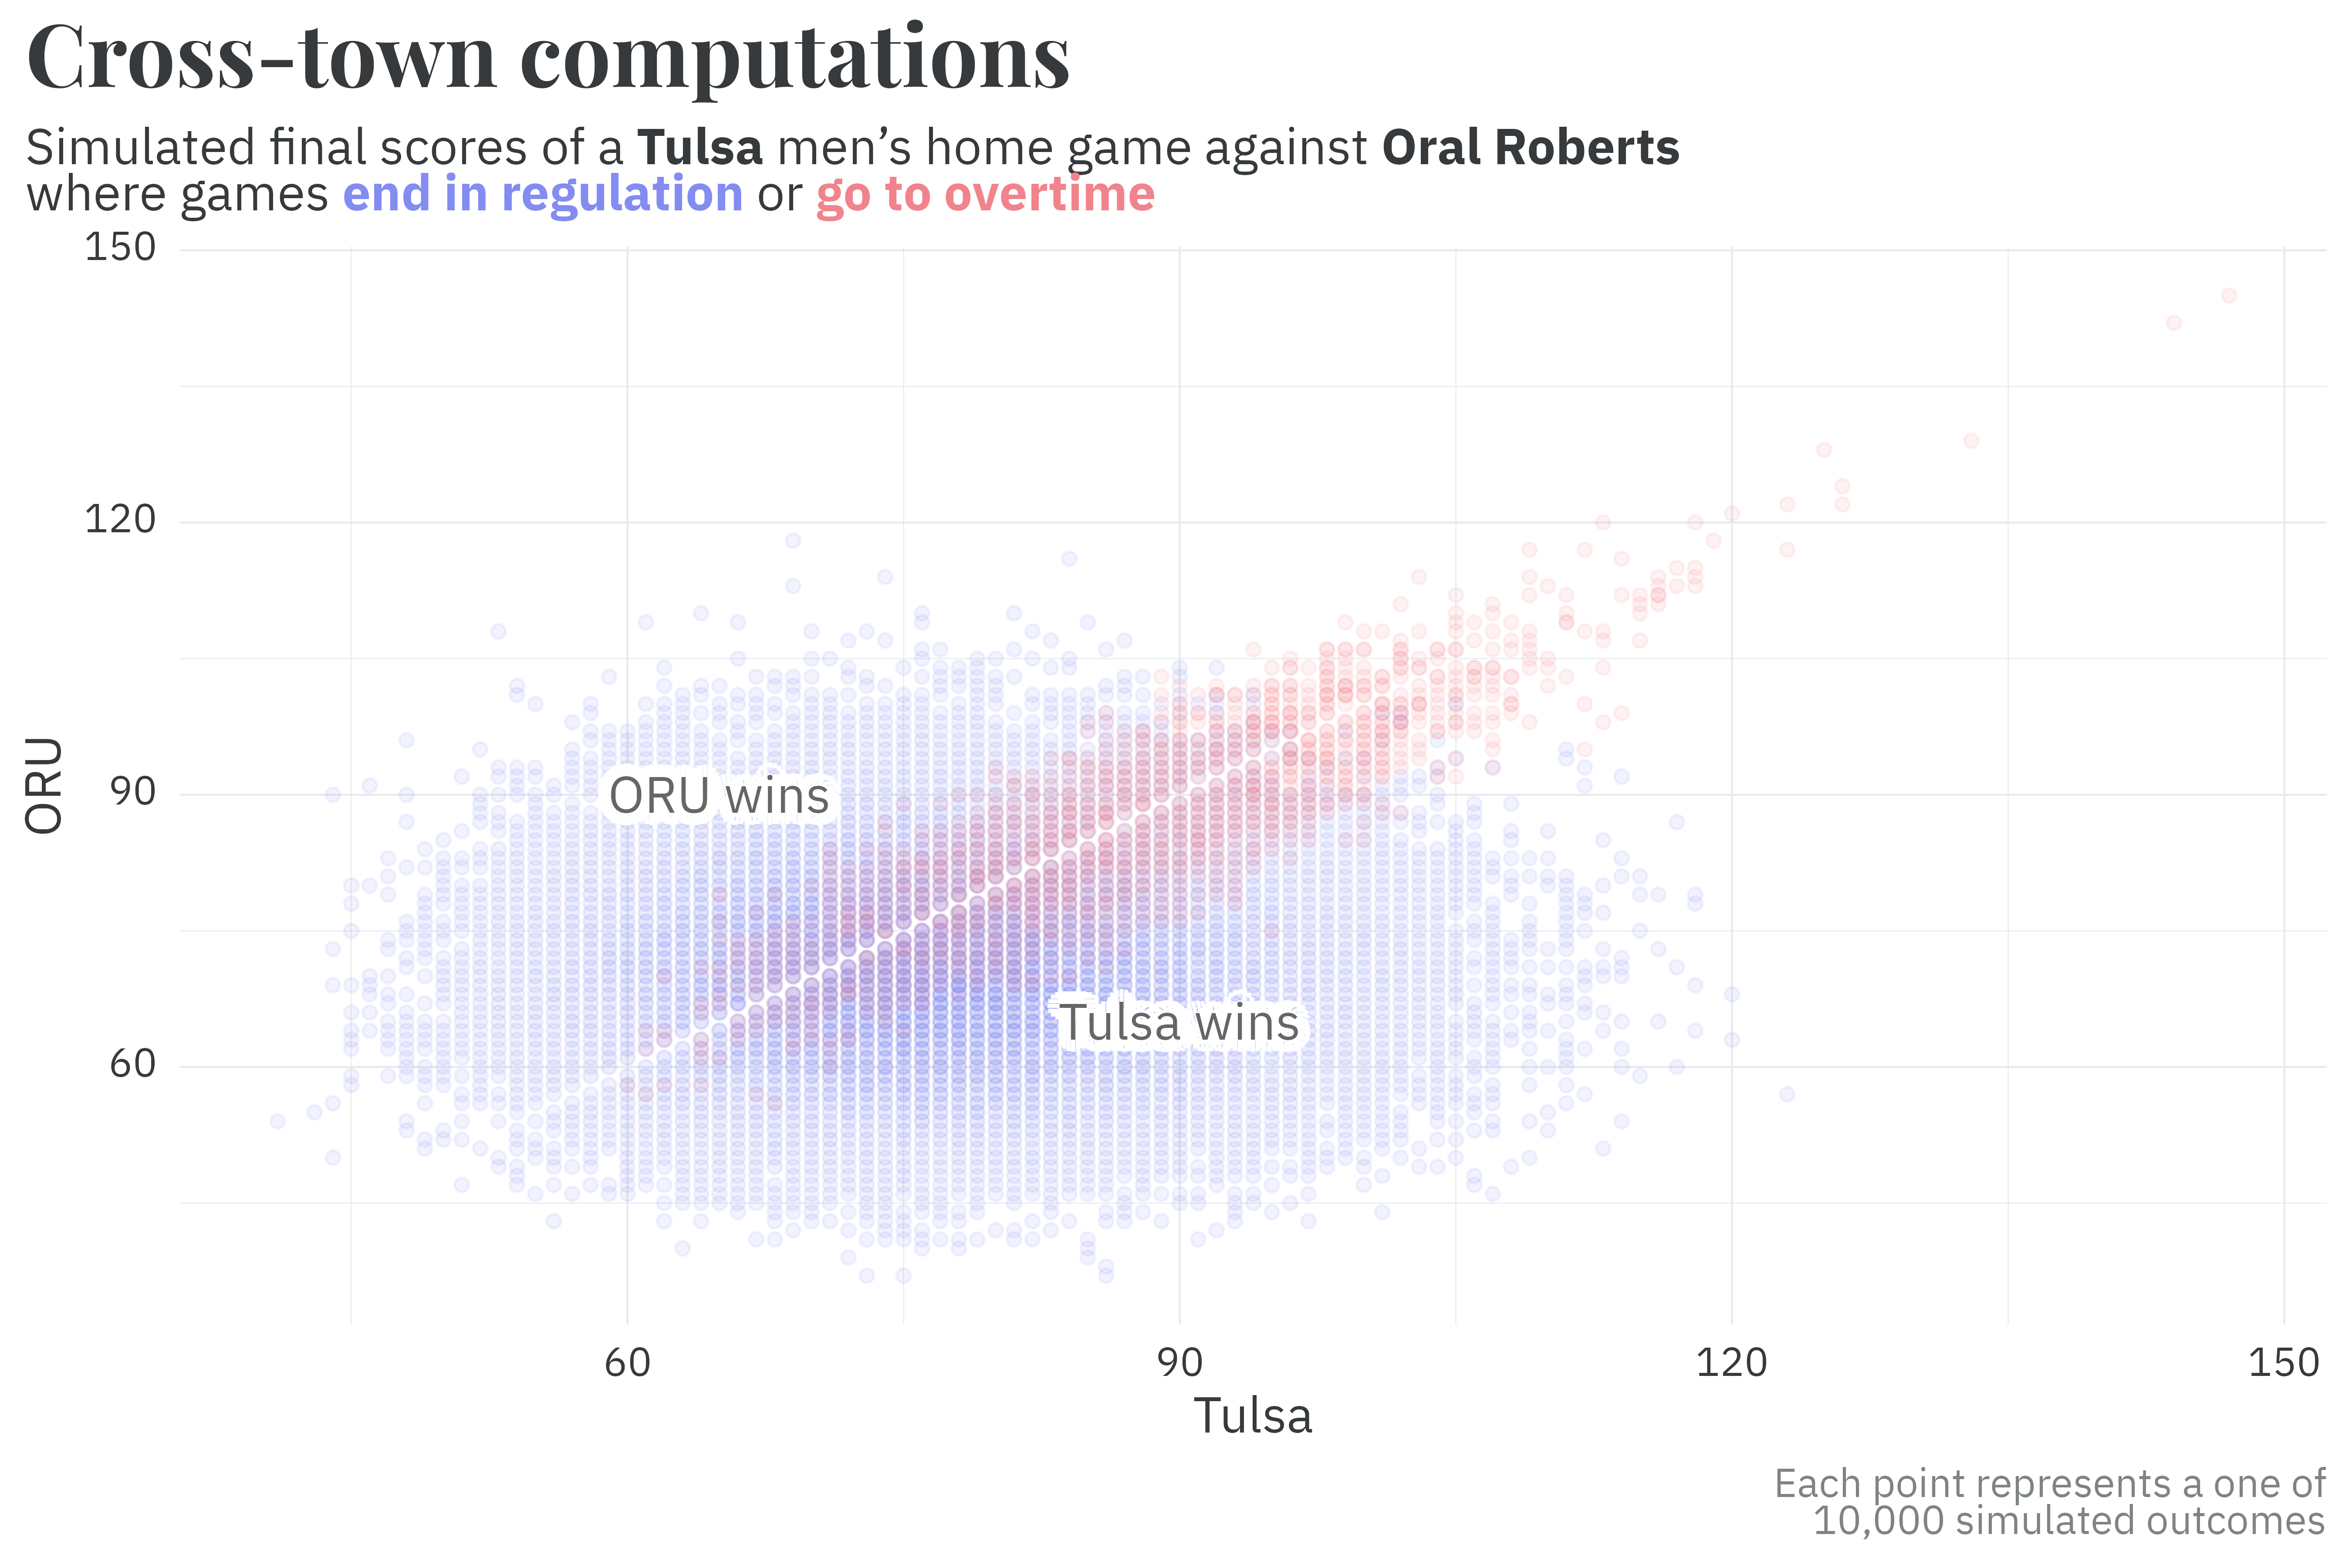 Cross-town computations
Simulated final scores of a Tulsa men’s home game against Oral Roberts
where games end in regulation or go to overtime
150
120
90
60
ORU
ORU wins
Tulsa wins
60
90
120
150
Tulsa
Each point represents a one of
10,000 simulated outcomes